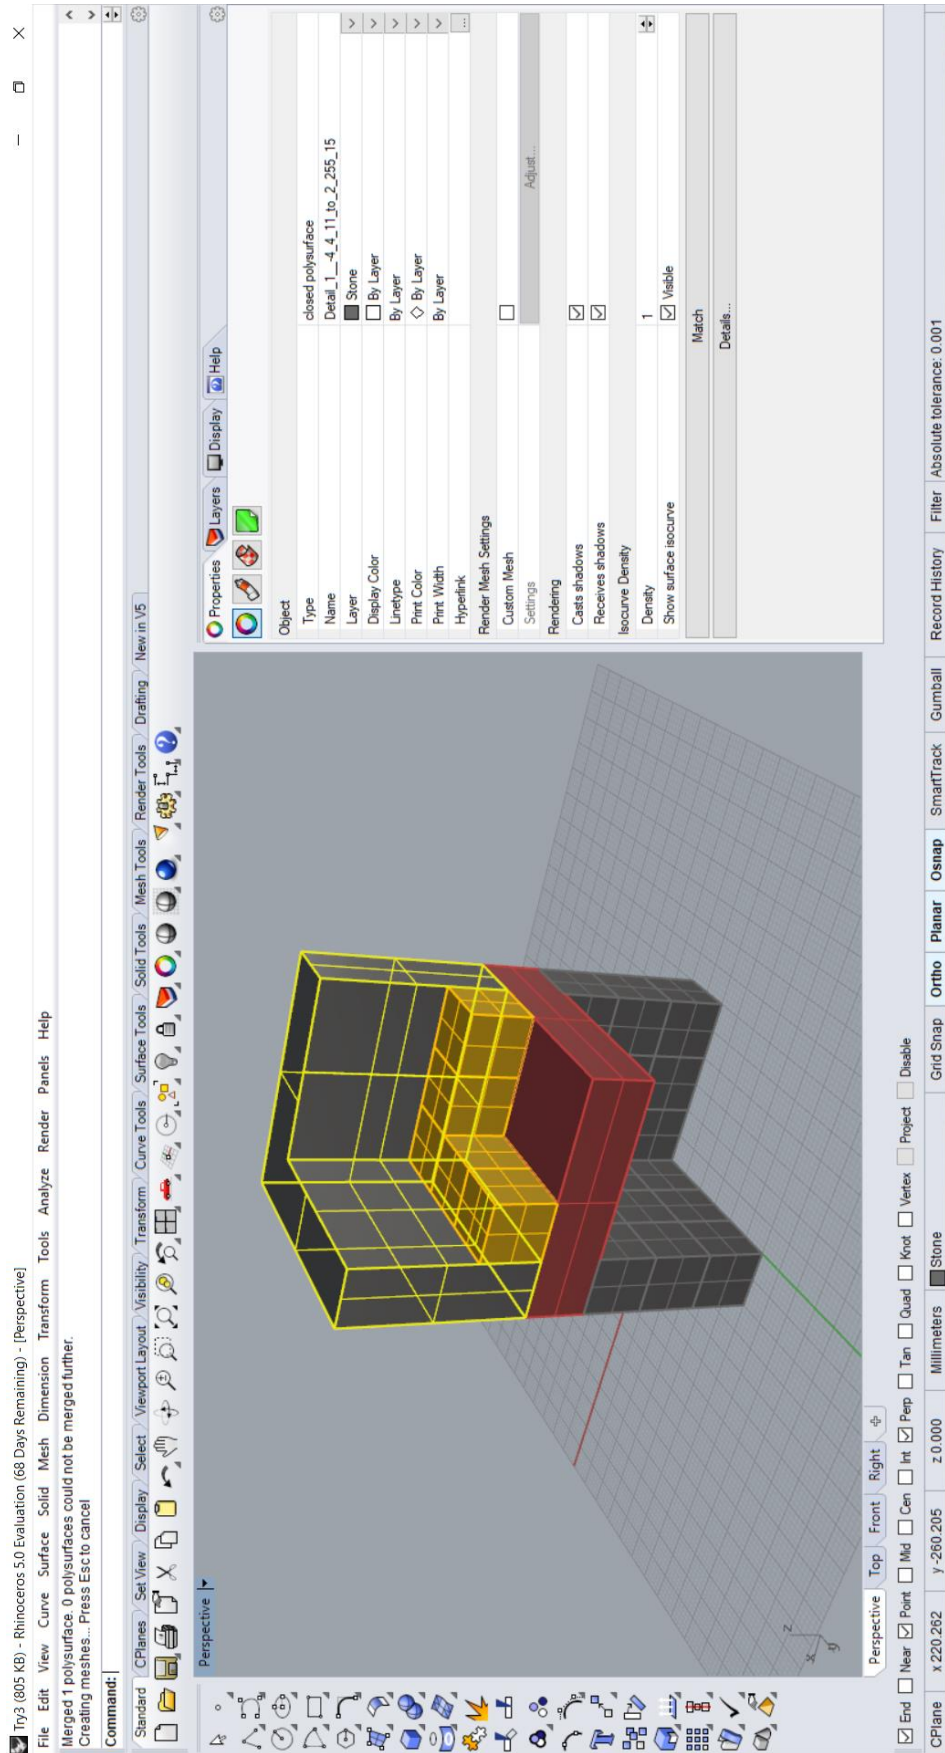 Try3 (805 KB) - Rhinoceros 5.0 Evaluation (68 Days Remaining) - [Perspective]
File Edit View Curve Surface Solid Mesh Dimension Transform Tools Analyze Render Panels Help
Merged 1 polysurface. 0 polysurfaces could not be merged further.
Creating meshes... Press Esc to cancel
Command:
Standard CPlanes Set View Display Select Viewport Layout Visibility Transform Curve Tools Surface Tools Solid Tools Mesh Tools Render Tools Drafting New in V5
Perspective
z
x
y
Properties Layers Display Help
Object
Type closed polysurface
Name Detail_1__-4_4_11_to_2_255_15
Layer Stone
Display Color By Layer
Linetype By Layer
Print Color By Layer
Print Width By Layer
Hyperlink ...
Render Mesh Settings
Custom Mesh
Settings Adjust...
Rendering
Casts shadows
Receives shadows
Isocurve Density
Density 1
Show surface isocurve Visible
Match
Details...
Perspective Top Front Right
End Near Point Mid Cen Int Perp Tan Quad Knot Vertex Project Disable
CPlane x 220.262 y -260.205 z 0.000 Millimeters Stone Grid Snap Ortho Planar Osnap SmartTrack Gumball Record History Filter Absolute tolerance: 0.001